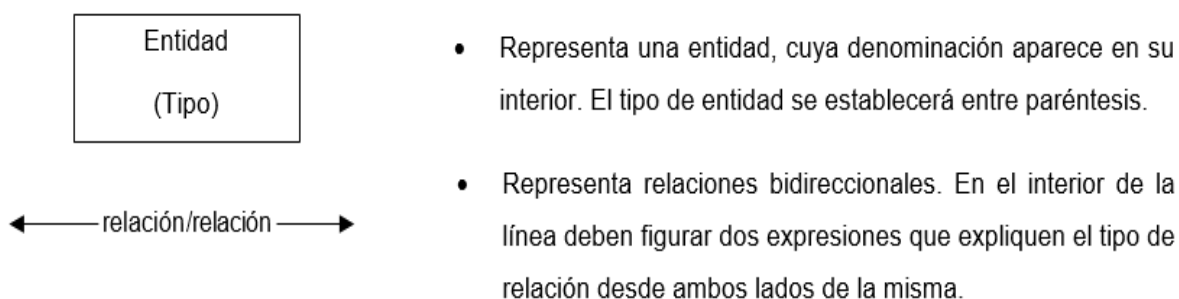 Entidad
(Tipo)
• Representa una entidad, cuya denominación aparece en su
interior. El tipo de entidad se establecerá entre paréntesis.
relación/relación
• Representa relaciones bidireccionales. En el interior de la
línea deben figurar dos expresiones que expliquen el tipo de
relación desde ambos lados de la misma.